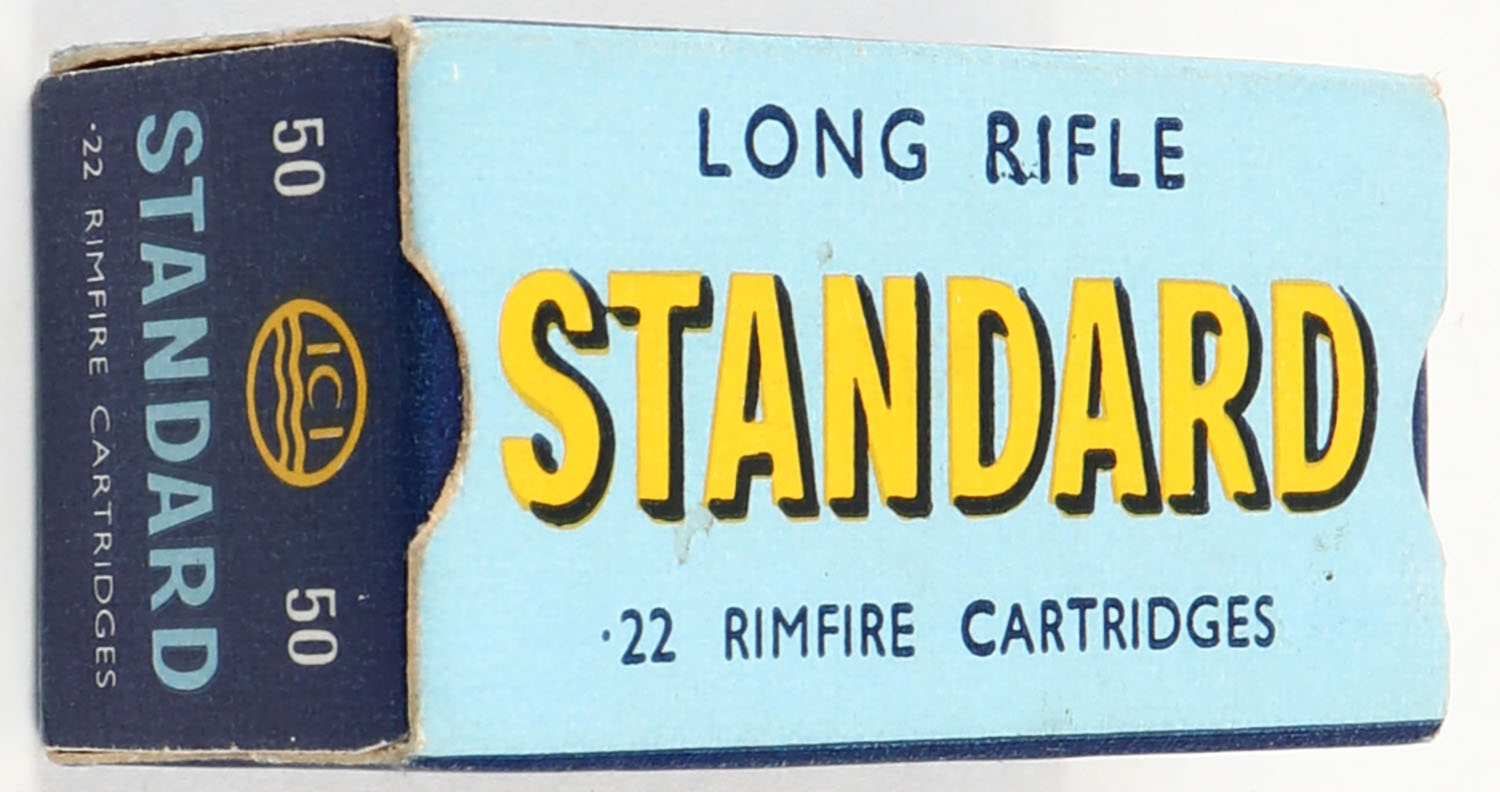 LONG RIFLE
STANDARD
·22 RIMFIRE CARTRIDGES
50 ICI 50
STANDARD
·22 RIMFIRE CARTRIDGES